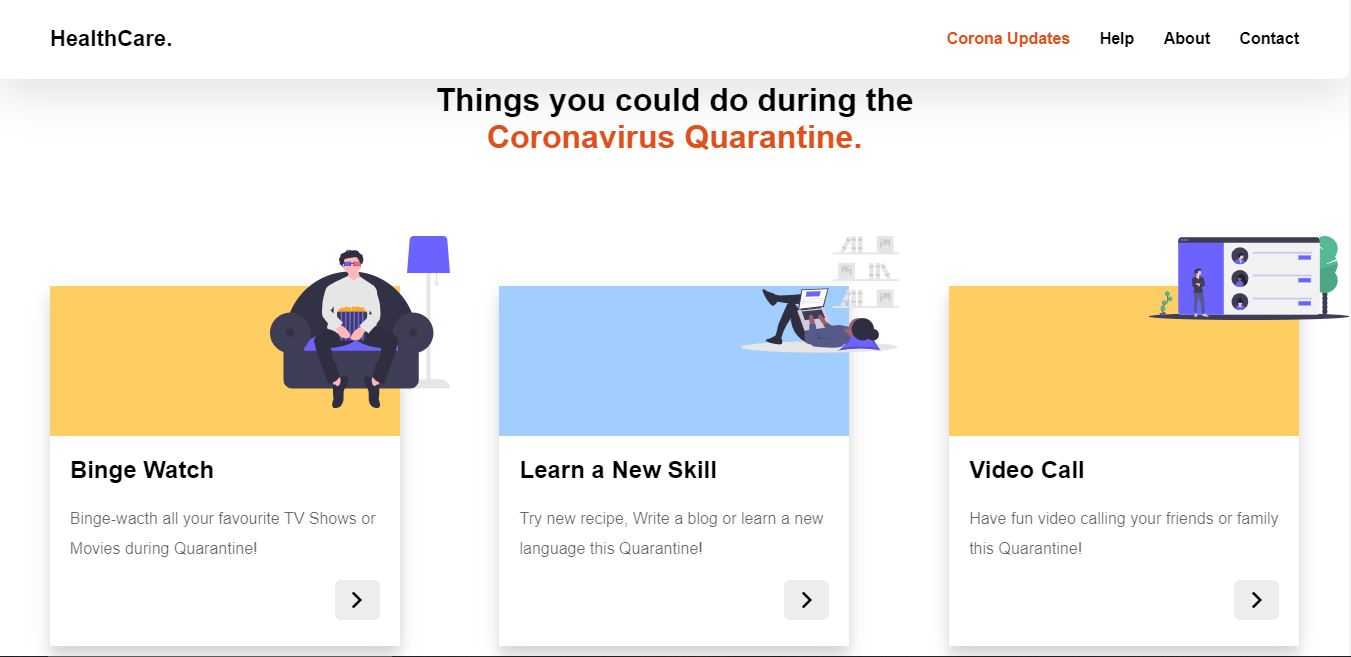 HealthCare.
Corona Updates Help About Contact
Things you could do during the
Coronavirus Quarantine.
Binge Watch
Binge-wacth all your favourite TV Shows or
Movies during Quarantine!
Learn a New Skill
Try new recipe, Write a blog or learn a new
language this Quarantine!
Video Call
Have fun video calling your friends or family
this Quarantine!